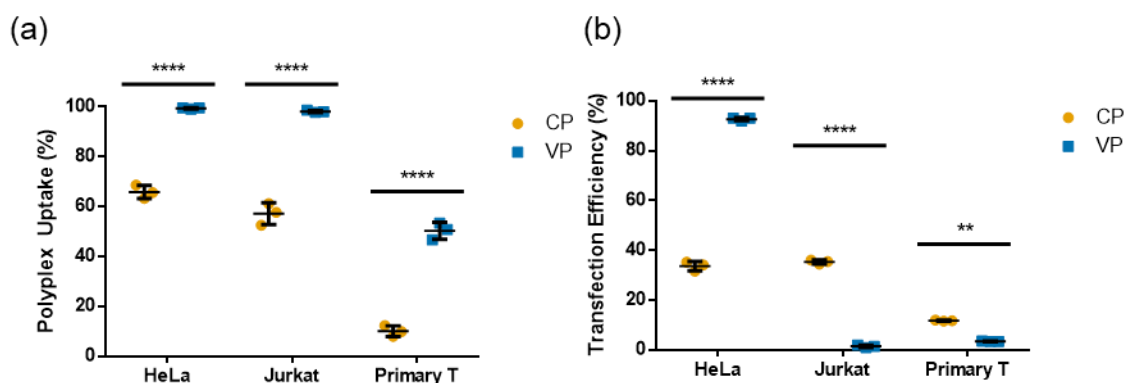 (a)
Polyplex Uptake (%)
100
80
60
40
20
0
****
****
****
CP
VP
HeLa
Jurkat
Primary T
(b)
Transfection Efficiency (%)
100
80
60
40
20
0
****
****
**
CP
VP
HeLa
Jurkat
Primary T